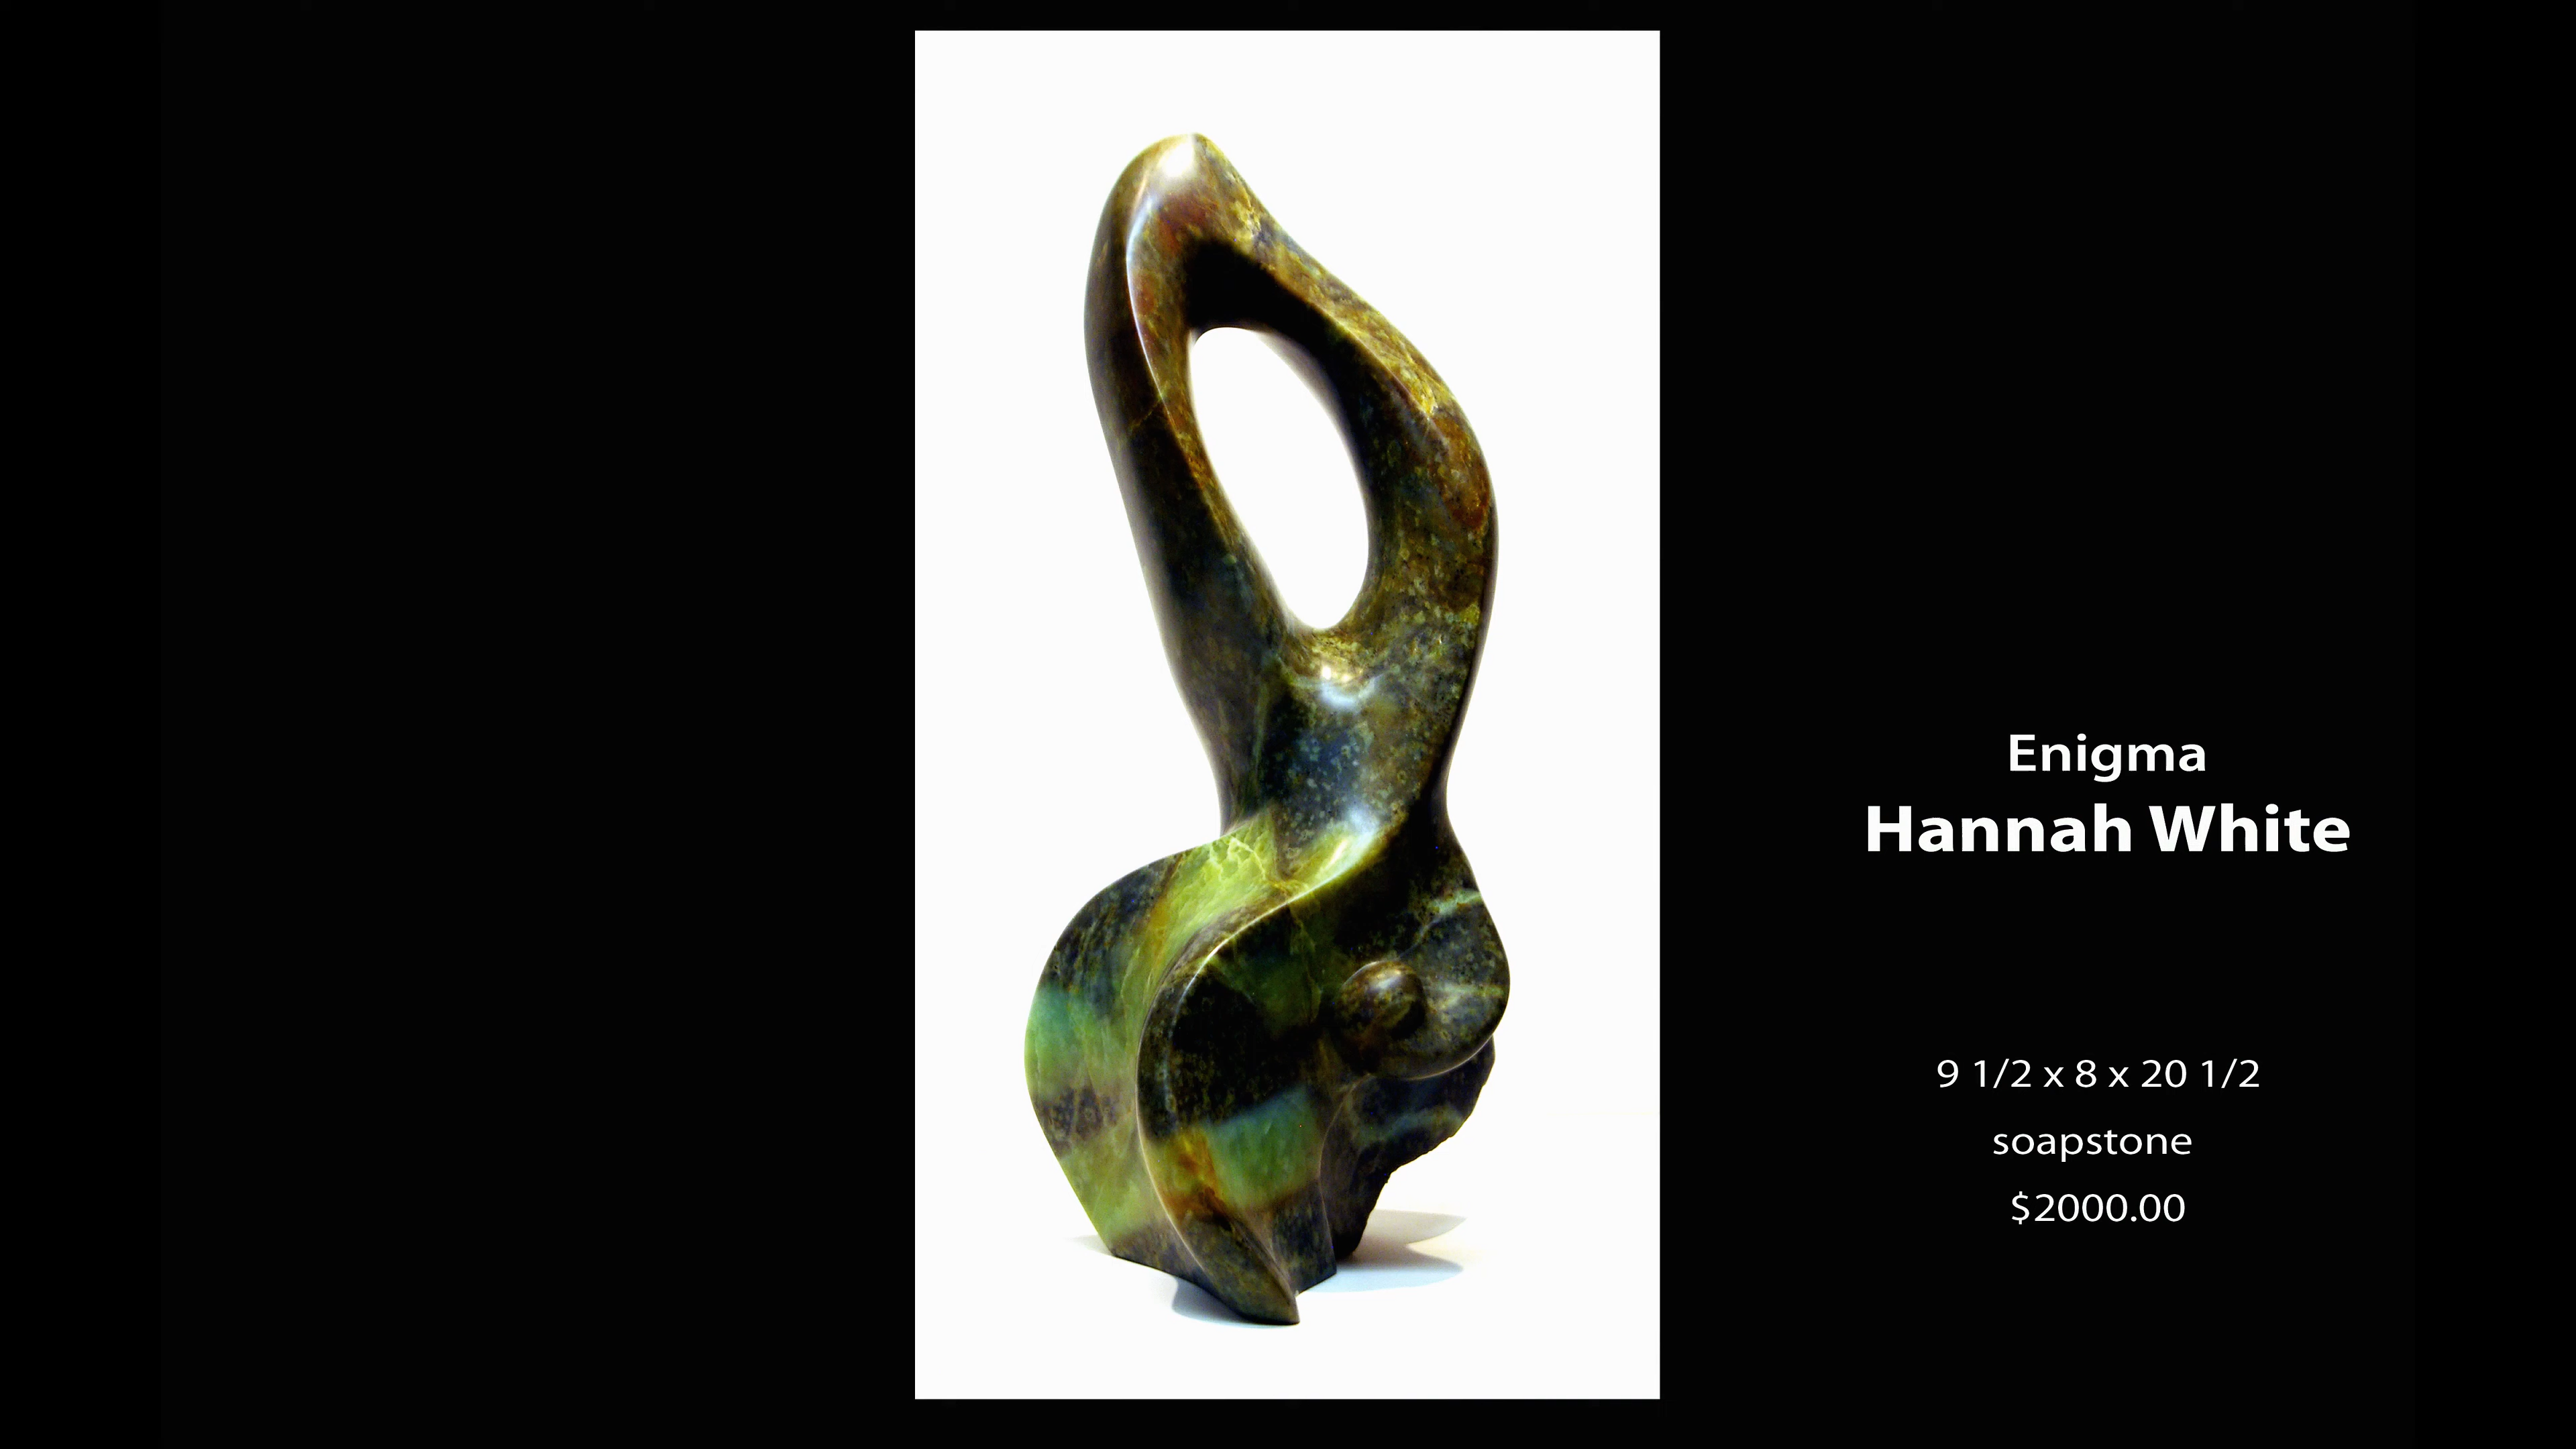 Enigma
Hannah White
9 1/2 x 8 x 20 1/2
soapstone
$2000.00